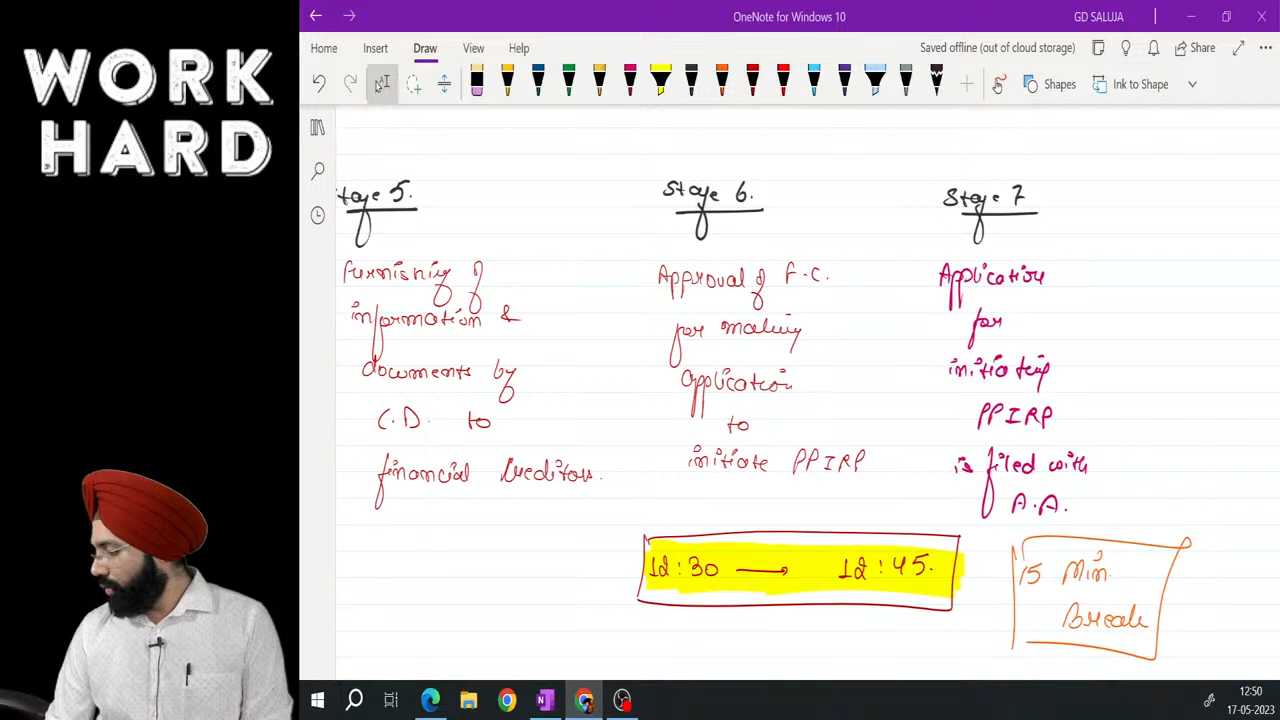 WORK
HARD
OneNote for Windows 10
GD SALUJA
Home
Insert
Draw
View
Help
Saved offline (out of cloud storage)
Share
Shapes
Ink to Shape
Stage 5.
Furnishing of
information &
documents by
C.D. to
financial Creditors.
Stage 6.
Approval of F.C.
for making
application
to
initiate PPIRP
Stage 7
Application
for
initiating
PPIRP
is filed with
A.A.
12:30 → 12:45.
15 Min.
Break
12:50
17-05-2023